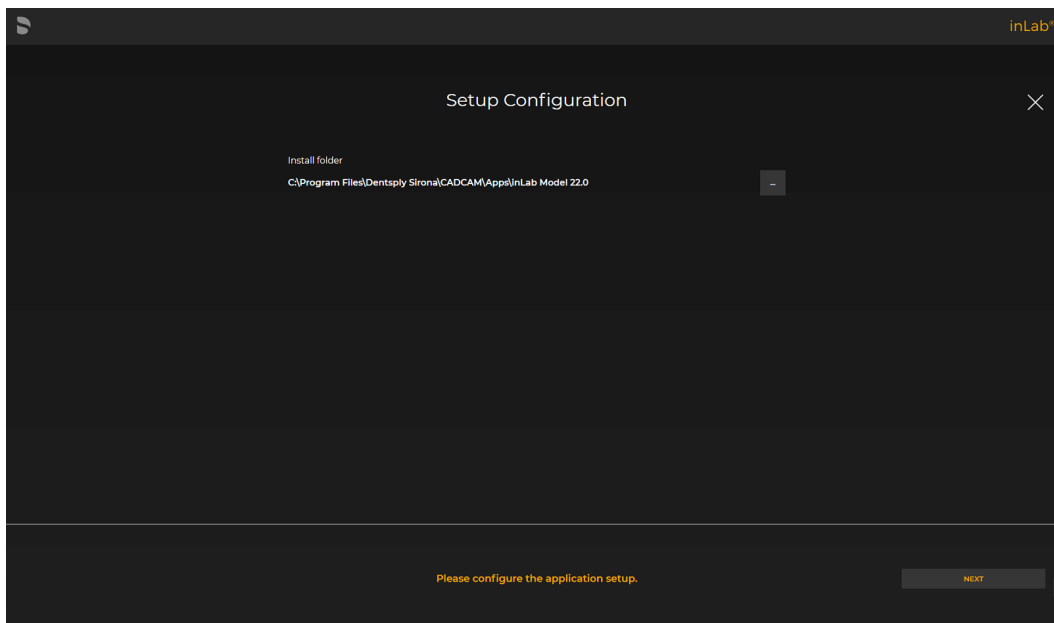 inLab®
Setup Configuration
Install folder
C:\Program Files\Dentsply Sirona\CADCAM\Apps\inLab Model 22.0
...
Please configure the application setup.
NEXT